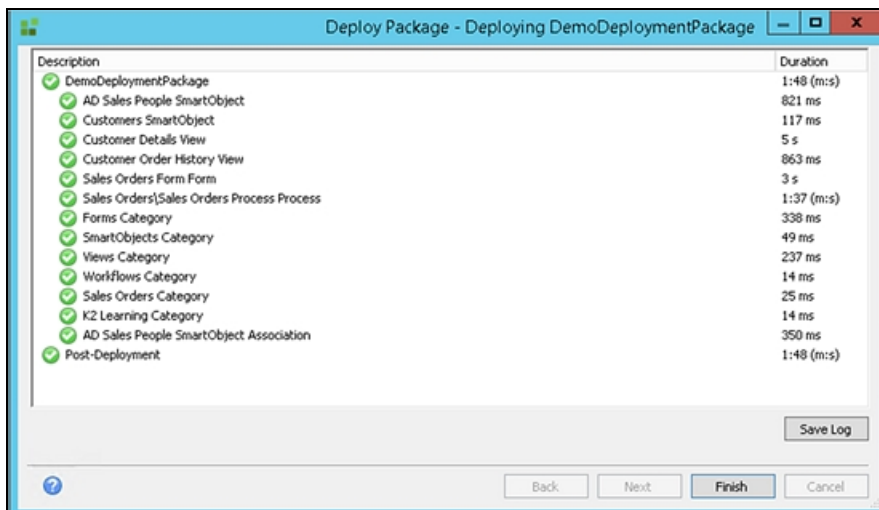 Deploy Package - Deploying DemoDeploymentPackage
Description Duration
DemoDeploymentPackage 1:48 (m:s)
AD Sales People SmartObject 821 ms
Customers SmartObject 117 ms
Customer Details View 5 s
Customer Order History View 863 ms
Sales Orders Form Form 3 s
Sales Orders\Sales Orders Process Process 1:37 (m:s)
Forms Category 338 ms
SmartObjects Category 49 ms
Views Category 237 ms
Workflows Category 14 ms
Sales Orders Category 25 ms
K2 Learning Category 14 ms
AD Sales People SmartObject Association 350 ms
Post-Deployment 1:48 (m:s)
Save Log
Back Next Finish Cancel